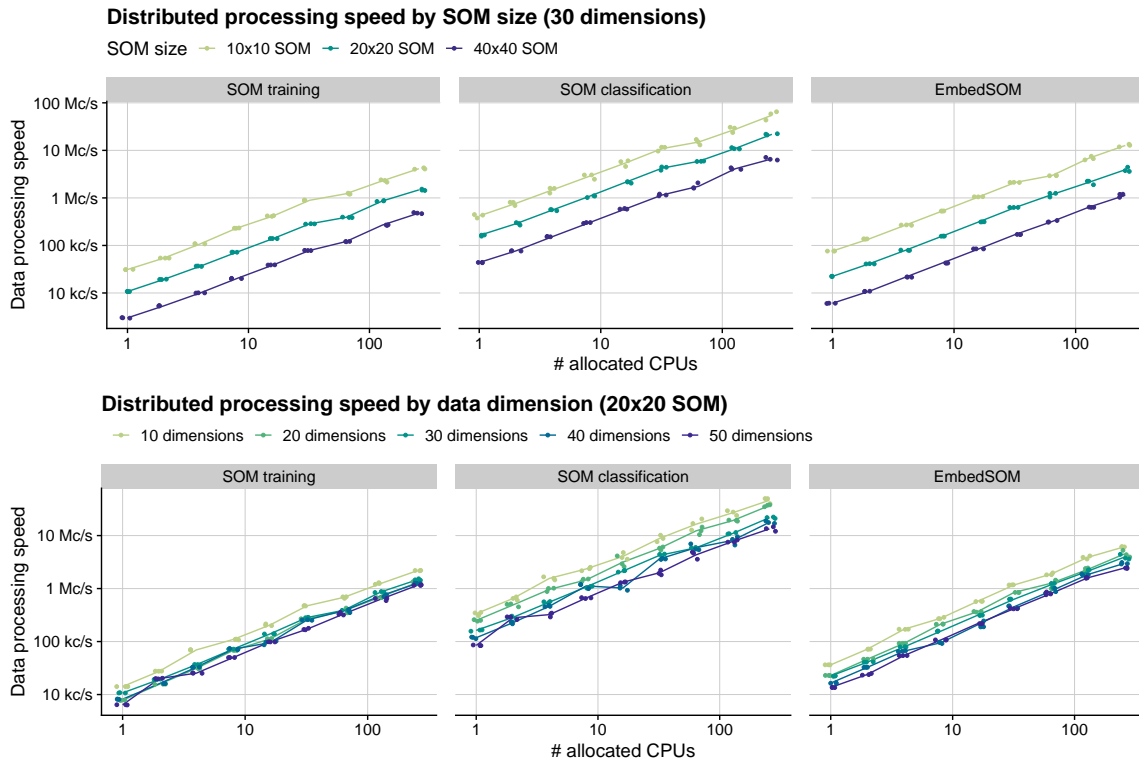 Distributed processing speed by SOM size (30 dimensions)
SOM size 10x10 SOM 20x20 SOM 40x40 SOM
SOM training SOM classification EmbedSOM
Data processing speed
100 Mc/s
10 Mc/s
1 Mc/s
100 kc/s
10 kc/s
1 10 100 1 10 100 1 10 100
# allocated CPUs
Distributed processing speed by data dimension (20x20 SOM)
10 dimensions 20 dimensions 30 dimensions 40 dimensions 50 dimensions
SOM training SOM classification EmbedSOM
Data processing speed
10 Mc/s
1 Mc/s
100 kc/s
10 kc/s
1 10 100 1 10 100 1 10 100
# allocated CPUs